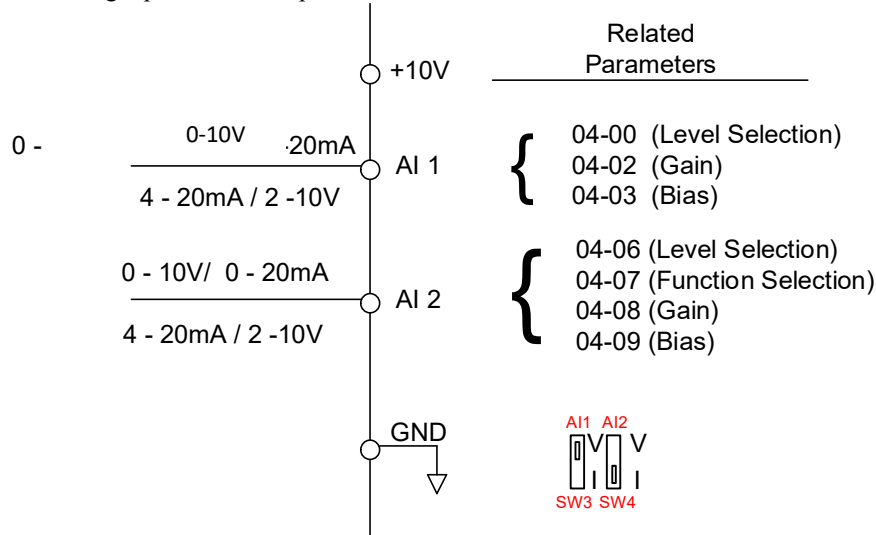 Related
Parameters
+10V
0 -
0-10V
-20mA
AI 1
4 - 20mA / 2 -10V
04-00 (Level Selection)
04-02 (Gain)
04-03 (Bias)
0 - 10V/ 0 - 20mA
AI 2
4 - 20mA / 2 -10V
04-06 (Level Selection)
04-07 (Function Selection)
04-08 (Gain)
04-09 (Bias)
GND
AI1 AI2
V V
I I
SW3 SW4